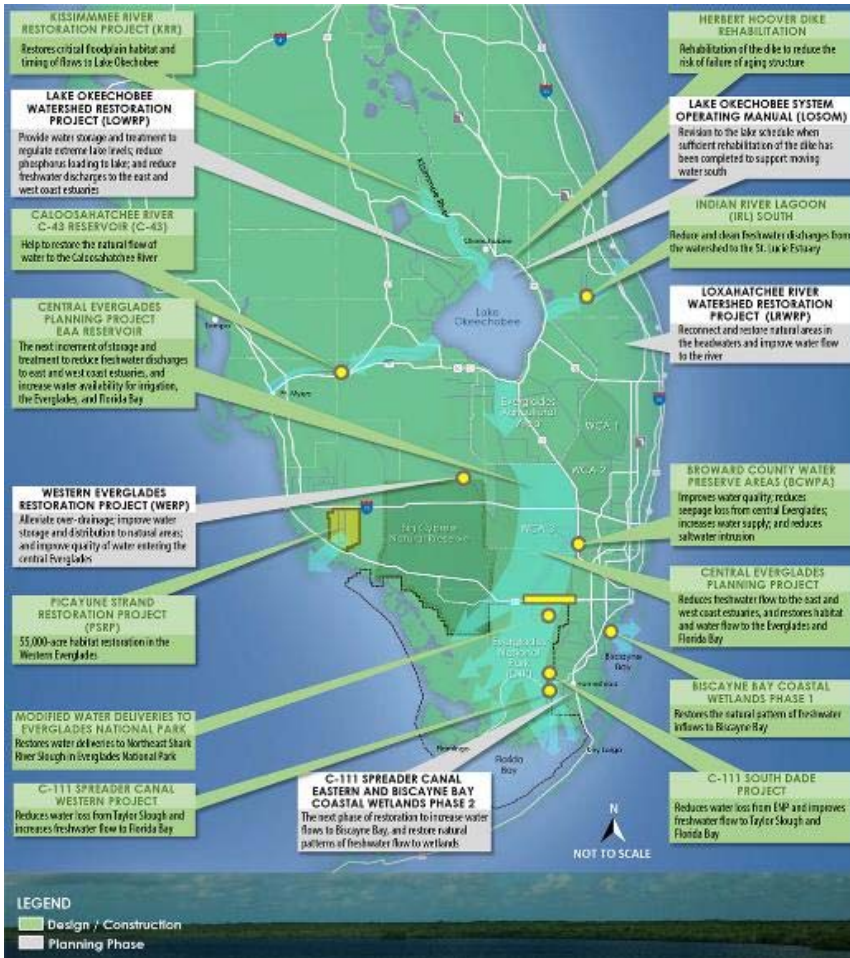 KISSIMMMEE RIVER
RESTORATION PROJECT (KRR)
Restores critical floodplain habitat and
timing of flows to Lake Okechobee
LAKE OKEECHOBEE
WATERSHED RESTORATION
PROJECT (LOWRP)
Provide water storage and treatment to
regulate extreme lake levels; reduce
phosphorus loading to lake; and reduce
freshwater discharges to the east and
west coast estuaries
CALOOSAHATCHEE RIVER
C-43 RESERVOIR (C-43)
Help to restore the natural flow of
water to the Caloosahatchee River
CENTRAL EVERGLADES
PLANNING PROJECT
EAA RESERVOIR
The next increment of storage and
treatment to reduce freshwater discharges
to east and west coast estuaries, and
increase water availability for irrigation,
the Everglades, and Florida Bay
WESTERN EVERGLADES
RESTORATION PROJECT (WERP)
Alleviate over-drainage; improve water
storage and distribution to natural areas;
and improve quality of water entering the
central Everglades
PICAYUNE STRAND
RESTORATION PROJECT
(PSRP)
55,000-acre habitat restoration in the
Western Everglades
MODIFIED WATER DELIVERIES TO
EVERGLADES NATIONAL PARK
Restores water deliveries to Northeast Shark
River Slough in Everglades National Park
C-111 SPREADER CANAL
WESTERN PROJECT
Reduces water loss from Taylor Slough and
increases freshwater flow to Florida Bay
HERBERT HOOVER DIKE
REHABILITATION
Rehabilitation of the dike to reduce the
risk of failure of aging structure
LAKE OKECHOBEE SYSTEM
OPERATING MANUAL (LOSOM)
Revision to the lake schedule when
sufficient rehabilitation of the dike has
been completed to support moving
water south
INDIAN RIVER LAGOON
(IRL) SOUTH
Reduce and clean freshwater discharges from
the watershed to the St. Lucie Estuary
LOXAHATCHEE RIVER
WATERSHED RESTORATION
PROJECT (LRWRP)
Reconnect and restore natural areas in
the headwaters and improve water flow
to the river
BROWARD COUNTY WATER
PRESERVE AREAS (BCWPA)
Improves water quality; reduces
seepage loss from central Everglades;
increases water supply; and reduces
saltwater intrusion
CENTRAL EVERGLADES
PLANNING PROJECT
Reduces freshwater flow to the east and
west coast estuaries, and restores habitat
and water flow to the Everglades and
Florida Bay
BISCAYNE BAY COASTAL
WETLANDS PHASE 1
Restores the natural pattern of freshwater
inflows to Biscayne Bay
C-111 SOUTH DADE
PROJECT
Reduces water loss from ENP and improves
freshwater flow to Taylor Slough and
Florida Bay
C-111 SPREADER CANAL
EASTERN AND BISCAYNE BAY
COASTAL WETLANDS PHASE 2
The next phase of restoration to increase water
flows to Biscayne Bay, and restore natural
patterns of freshwater flow to wetlands
Kissimmee River
Okeechobee
Lake
Okeechobee
Tampa
Ft. Myers
Everglades
Agricultural
Area
WCA 1
WCA 2
WCA 3
Big Cypress
Natural Reserve
Everglades
National
Park
(ENP)
Biscayne
Bay
Homestead
Flamingo
Florida
Bay
Key Largo
N
NOT TO SCALE
LEGEND
Design / Construction
Planning Phase